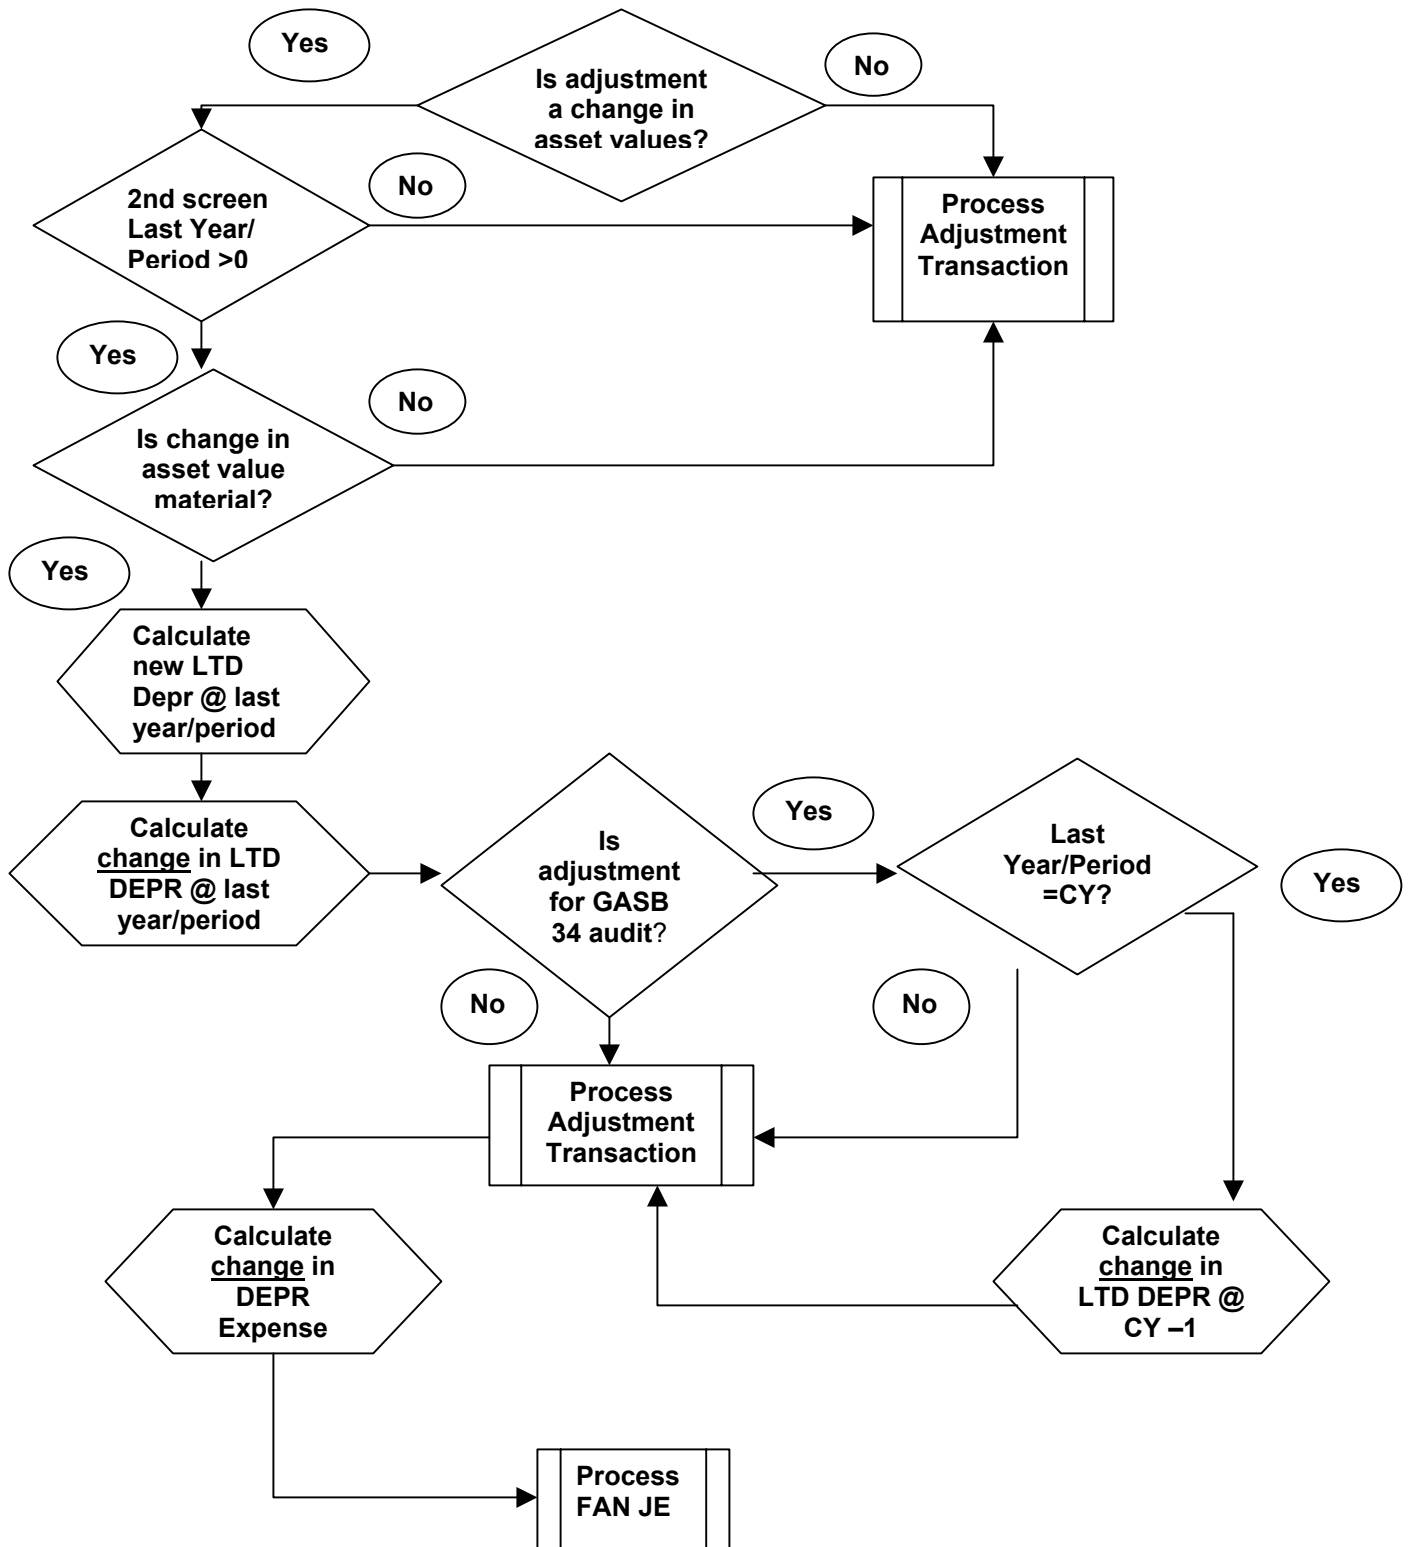 Yes
Is adjustment
a change in
asset values?
No
2nd screen
Last Year/
Period >0
No
Process
Adjustment
Transaction
Yes
Is change in
asset value
material?
No
Yes
Calculate
new LTD
Depr @ last
year/period
Calculate
change in LTD
DEPR @ last
year/period
Is
adjustment
for GASB
34 audit?
Yes
Last
Year/Period
=CY?
Yes
No
No
Process
Adjustment
Transaction
Calculate
change in
DEPR
Expense
Calculate
change in
LTD DEPR @
CY –1
Process
FAN JE